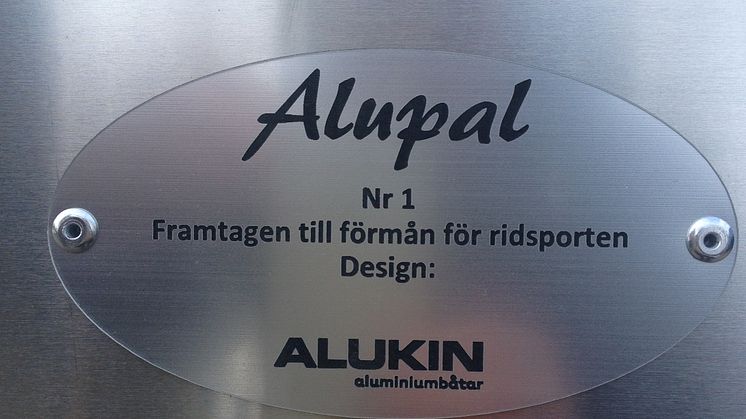 Alupal
Nr 1
Framtagen till förmån för ridsporten
Design:
ALUKIN
aluminiumbåtar